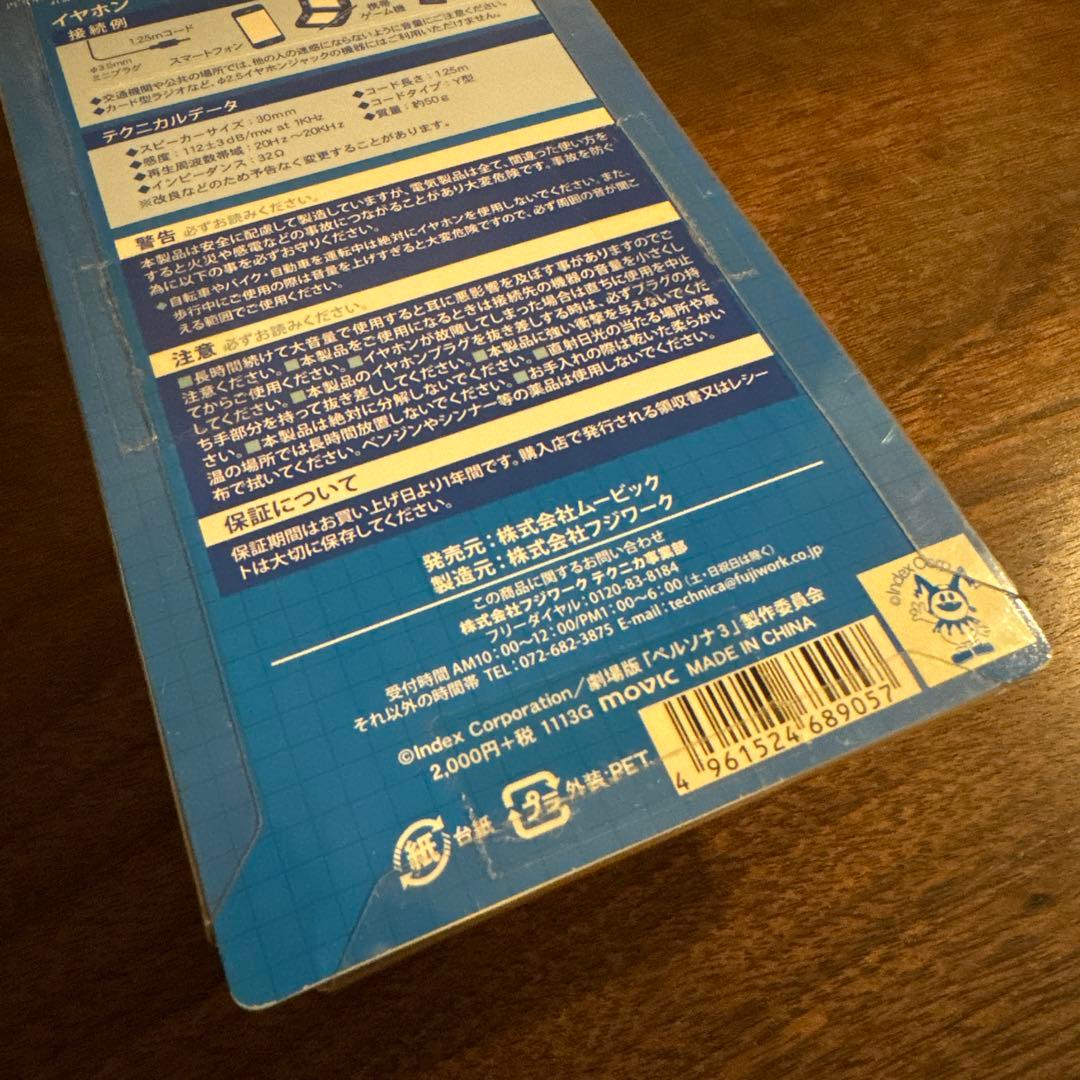 イヤホン
接続例
1.25mコード
スマートフォン
携帯
ゲーム機
φ3.5mm
ミニプラグ
◆交通機関や公共の場所では、他の人の迷惑にならないように音量にご注意ください。
◆カード型ラジオなど、φ2.5イヤホンジャックの機器にはご利用いただけません。
テクニカルデータ
◆スピーカーサイズ：30mm
◆感度：112±3dB/mw at 1KHz
◆再生周波数帯域：20Hz～20KHz
◆インピーダンス：32Ω
◆コード長さ：1.25m
◆コードタイプ：Y型
◆質量：約50g
※改良などのため予告なく変更することがあります。
警告 必ずお読みください。
本製品は安全に配慮して製造していますが、電気製品は全て、間違った使い方を
すると火災や感電などの事故につながることがあり大変危険です。事故を防ぐ
為に以下の事を必ずお守りください。
◆自転車やバイク・自動車を運転中は絶対にイヤホンを使用しないでください。また、
歩行中にご使用の際は音量を上げすぎると大変危険ですので、必ず周囲の音が聞こ
える範囲でご使用ください。
注意 必ずお読みください。
■長時間続けて大音量で使用すると耳に悪影響を及ぼす事がありますのでご
注意ください。■本製品をご使用になるときは接続先の機器の音量を小さくし
てからご使用ください。■イヤホンが故障してしまった場合は直ちに使用を中止
してください。■本製品のイヤホンプラグを抜き差しする時は、必ずプラグの持
ち手部分を持って抜き差ししてください。■本製品に強い衝撃を与えないでくだ
さい。■本製品は絶対に分解しないでください。■直射日光の当たる場所や高
温の場所では長時間放置しないでください。■お手入れの際は乾いた柔らかい
布で拭いてください。ベンジンやシンナー等の薬品は使用しないでください。
保証について
保証期間はお買い上げ日より1年間です。購入店で発行される領収書又はレシー
トは大切に保存してください。
発売元：株式会社ムービック
製造元：株式会社フジワーク
この商品に関するお問い合わせ
株式会社フジワーク テクニカ事業部
フリーダイヤル：0120-83-8184
受付時間 AM10：00～12：00/PM1：00～6：00（土・日祝日は除く）
それ以外の時間帯 TEL：072-682-3875 E-mail：technica@fujiwork.co.jp
©Index Corporation/劇場版「ペルソナ3」製作委員会
2,000円+税 1113G movic MADE IN CHINA
4 961524 689057
紙 台紙 プラ 外装：PET
©Index Corp